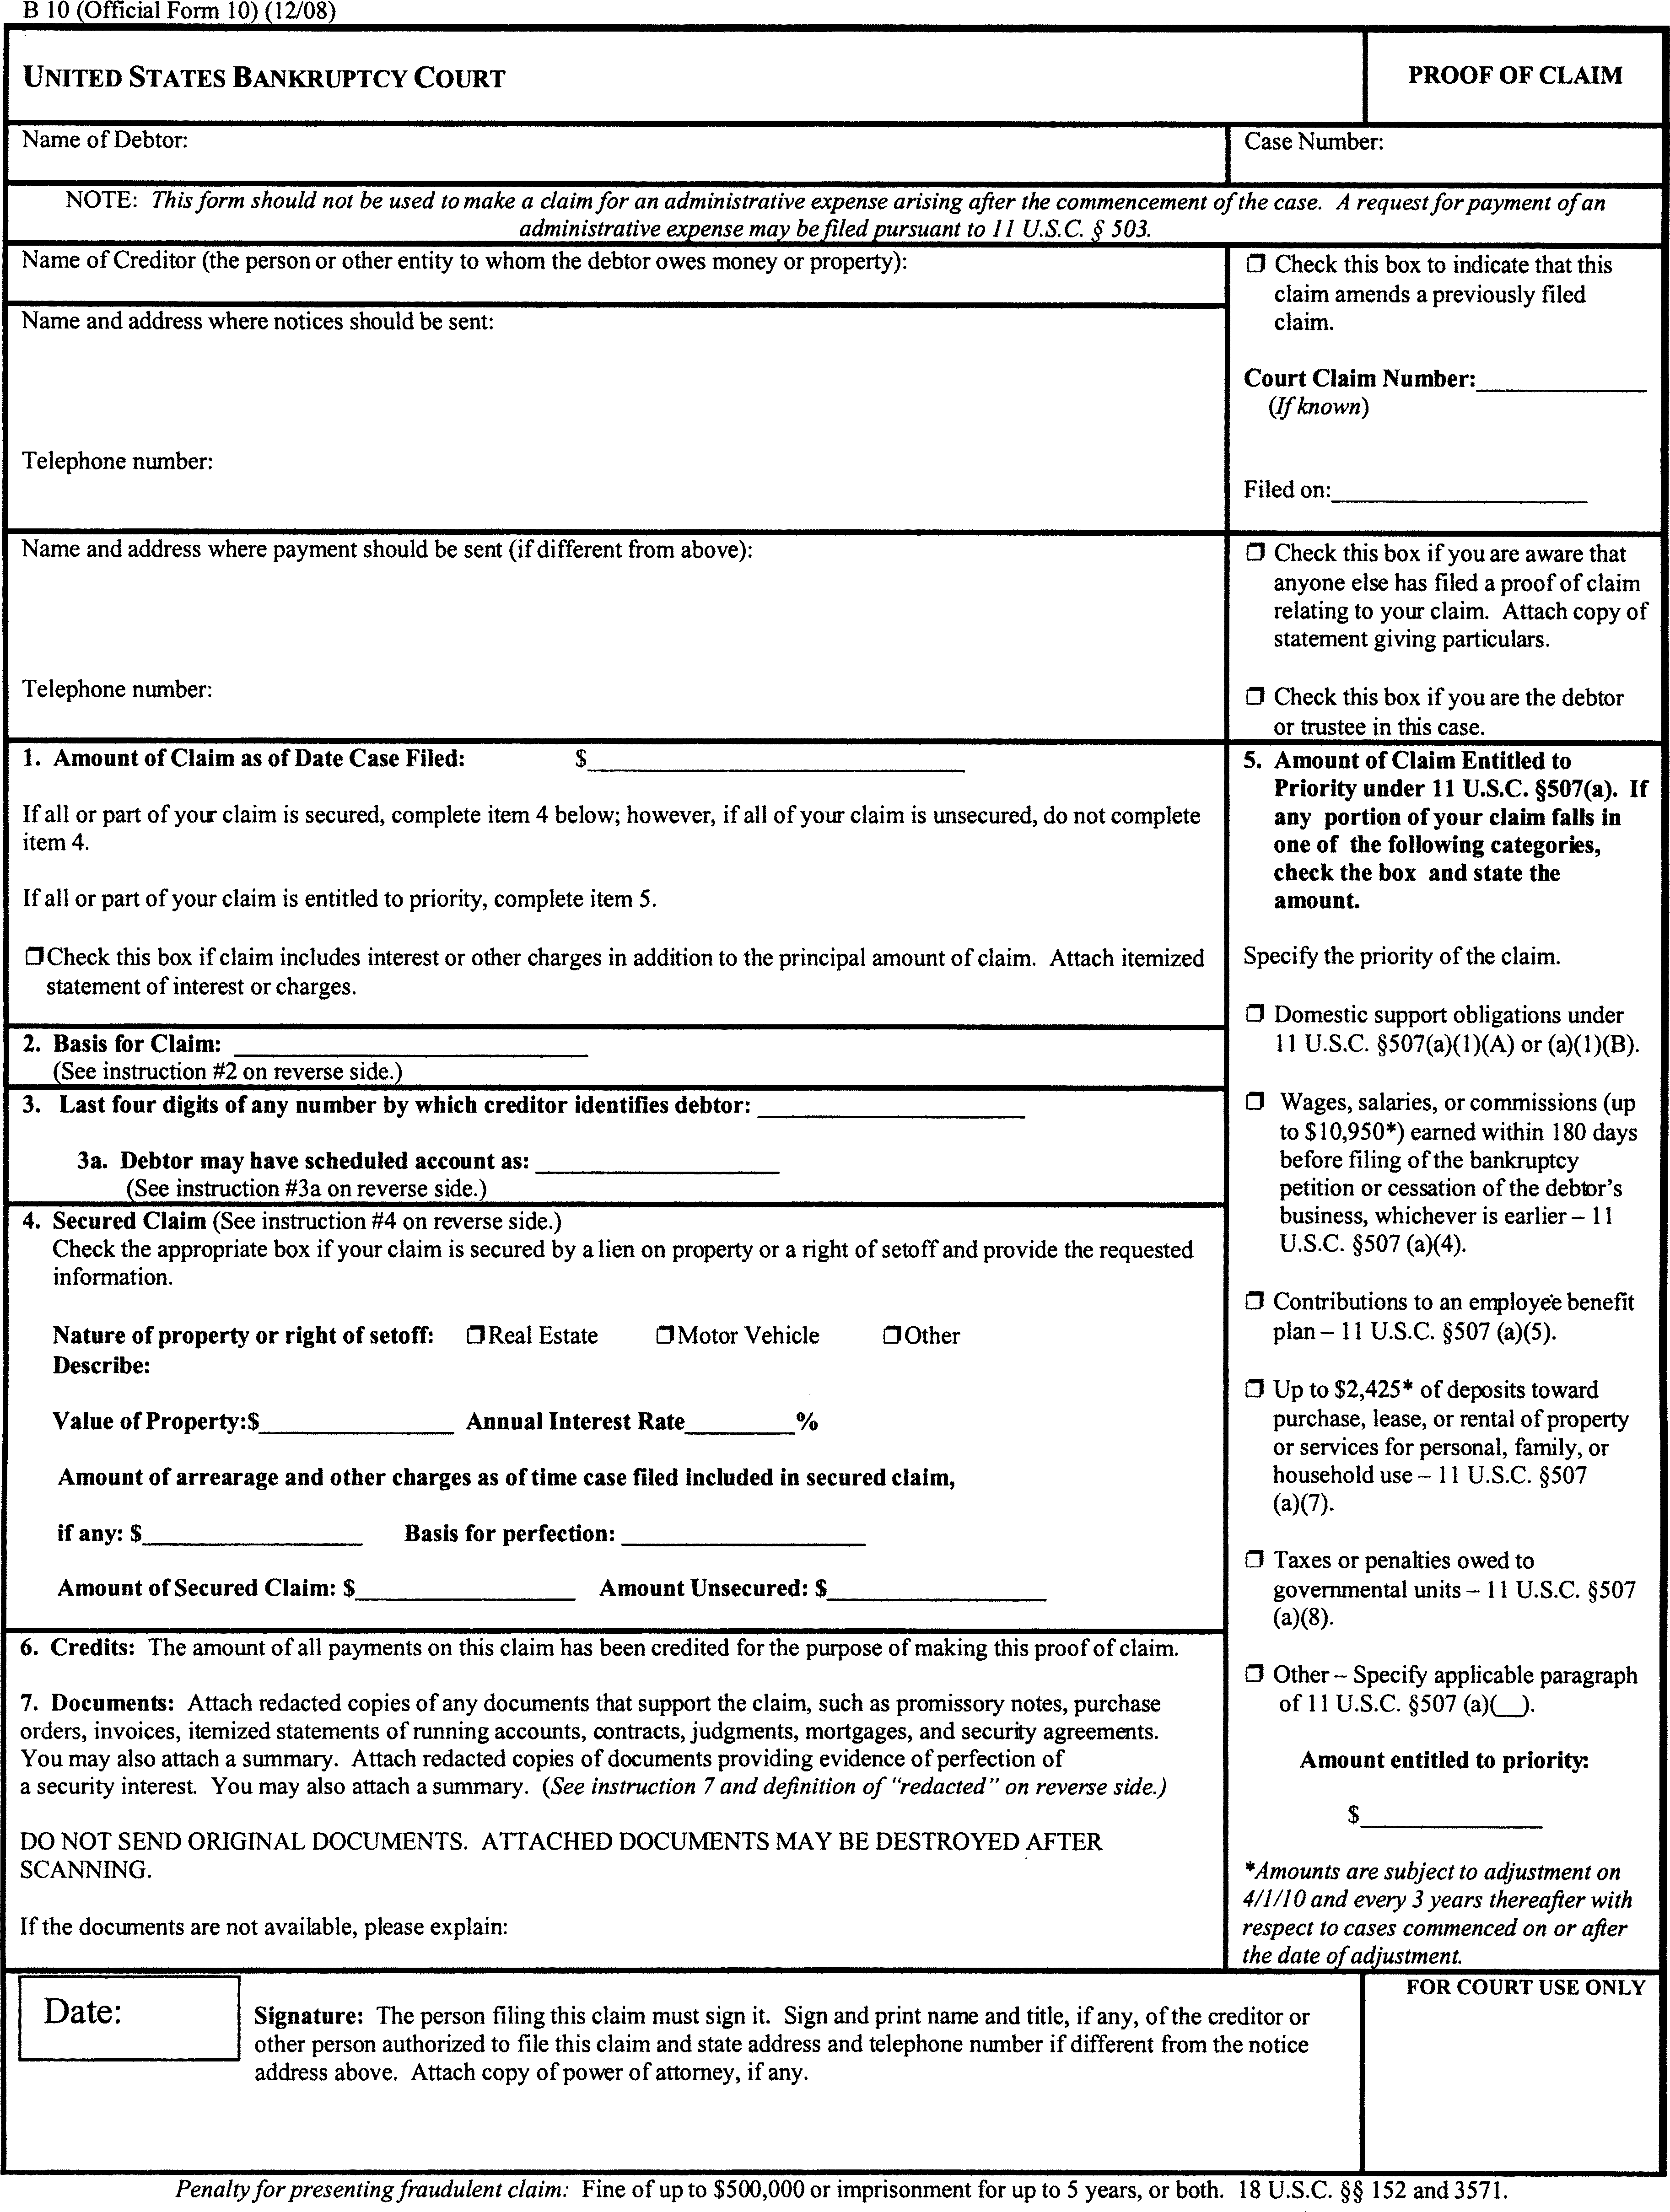 B 10 (Official Form 10) (12/08)
UNITED STATES BANKRUPTCY COURT
PROOF OF CLAIM
Name of Debtor:
Case Number:
NOTE: This form should not be used to make a claim for an administrative expense arising after the commencement of the case. A request for payment of an
administrative expense may be filed pursuant to 11 U.S.C. § 503.
Name of Creditor (the person or other entity to whom the debtor owes money or property):
Name and address where notices should be sent:
Telephone number:
❒ Check this box to indicate that this
claim amends a previously filed
claim.
Court Claim Number:______________
(If known)
Filed on:_____________________
Name and address where payment should be sent (if different from above):
Telephone number:
❒ Check this box if you are aware that
anyone else has filed a proof of claim
relating to your claim. Attach copy of
statement giving particulars.
❒ Check this box if you are the debtor
or trustee in this case.
1. Amount of Claim as of Date Case Filed: $_______________________________
If all or part of your claim is secured, complete item 4 below; however, if all of your claim is unsecured, do not complete
item 4.
If all or part of your claim is entitled to priority, complete item 5.
❒Check this box if claim includes interest or other charges in addition to the principal amount of claim. Attach itemized
statement of interest or charges.
2. Basis for Claim: _____________________________
(See instruction #2 on reverse side.)
3. Last four digits of any number by which creditor identifies debtor: ______________________
3a. Debtor may have scheduled account as: ____________________
(See instruction #3a on reverse side.)
4. Secured Claim (See instruction #4 on reverse side.)
Check the appropriate box if your claim is secured by a lien on property or a right of setoff and provide the requested
information.
Nature of property or right of setoff: ❒Real Estate ❒Motor Vehicle ❒Other
Describe:
Value of Property:$________________ Annual Interest Rate_________%
Amount of arrearage and other charges as of time case filed included in secured claim,
if any: $__________________ Basis for perfection: ____________________
Amount of Secured Claim: $__________________ Amount Unsecured: $__________________
6. Credits: The amount of all payments on this claim has been credited for the purpose of making this proof of claim.
7. Documents: Attach redacted copies of any documents that support the claim, such as promissory notes, purchase
orders, invoices, itemized statements of running accounts, contracts, judgments, mortgages, and security agreements.
You may also attach a summary. Attach redacted copies of documents providing evidence of perfection of
a security interest. You may also attach a summary. (See instruction 7 and definition of "redacted" on reverse side.)
DO NOT SEND ORIGINAL DOCUMENTS. ATTACHED DOCUMENTS MAY BE DESTROYED AFTER
SCANNING.
If the documents are not available, please explain:
5. Amount of Claim Entitled to
Priority under 11 U.S.C. §507(a). If
any portion of your claim falls in
one of the following categories,
check the box and state the
amount.
Specify the priority of the claim.
❒ Domestic support obligations under
11 U.S.C. §507(a)(1)(A) or (a)(1)(B).
❒ Wages, salaries, or commissions (up
to $10,950*) earned within 180 days
before filing of the bankruptcy
petition or cessation of the debtor's
business, whichever is earlier – 11
U.S.C. §507 (a)(4).
❒ Contributions to an employee benefit
plan – 11 U.S.C. §507 (a)(5).
❒ Up to $2,425* of deposits toward
purchase, lease, or rental of property
or services for personal, family, or
household use – 11 U.S.C. §507
(a)(7).
❒ Taxes or penalties owed to
governmental units – 11 U.S.C. §507
(a)(8).
❒ Other – Specify applicable paragraph
of 11 U.S.C. §507 (a)(__).
Amount entitled to priority:
$_______________
*Amounts are subject to adjustment on
4/1/10 and every 3 years thereafter with
respect to cases commenced on or after
the date of adjustment.
Date:
Signature: The person filing this claim must sign it. Sign and print name and title, if any, of the creditor or
other person authorized to file this claim and state address and telephone number if different from the notice
address above. Attach copy of power of attorney, if any.
FOR COURT USE ONLY
Penalty for presenting fraudulent claim: Fine of up to $500,000 or imprisonment for up to 5 years, or both. 18 U.S.C. §§ 152 and 3571.